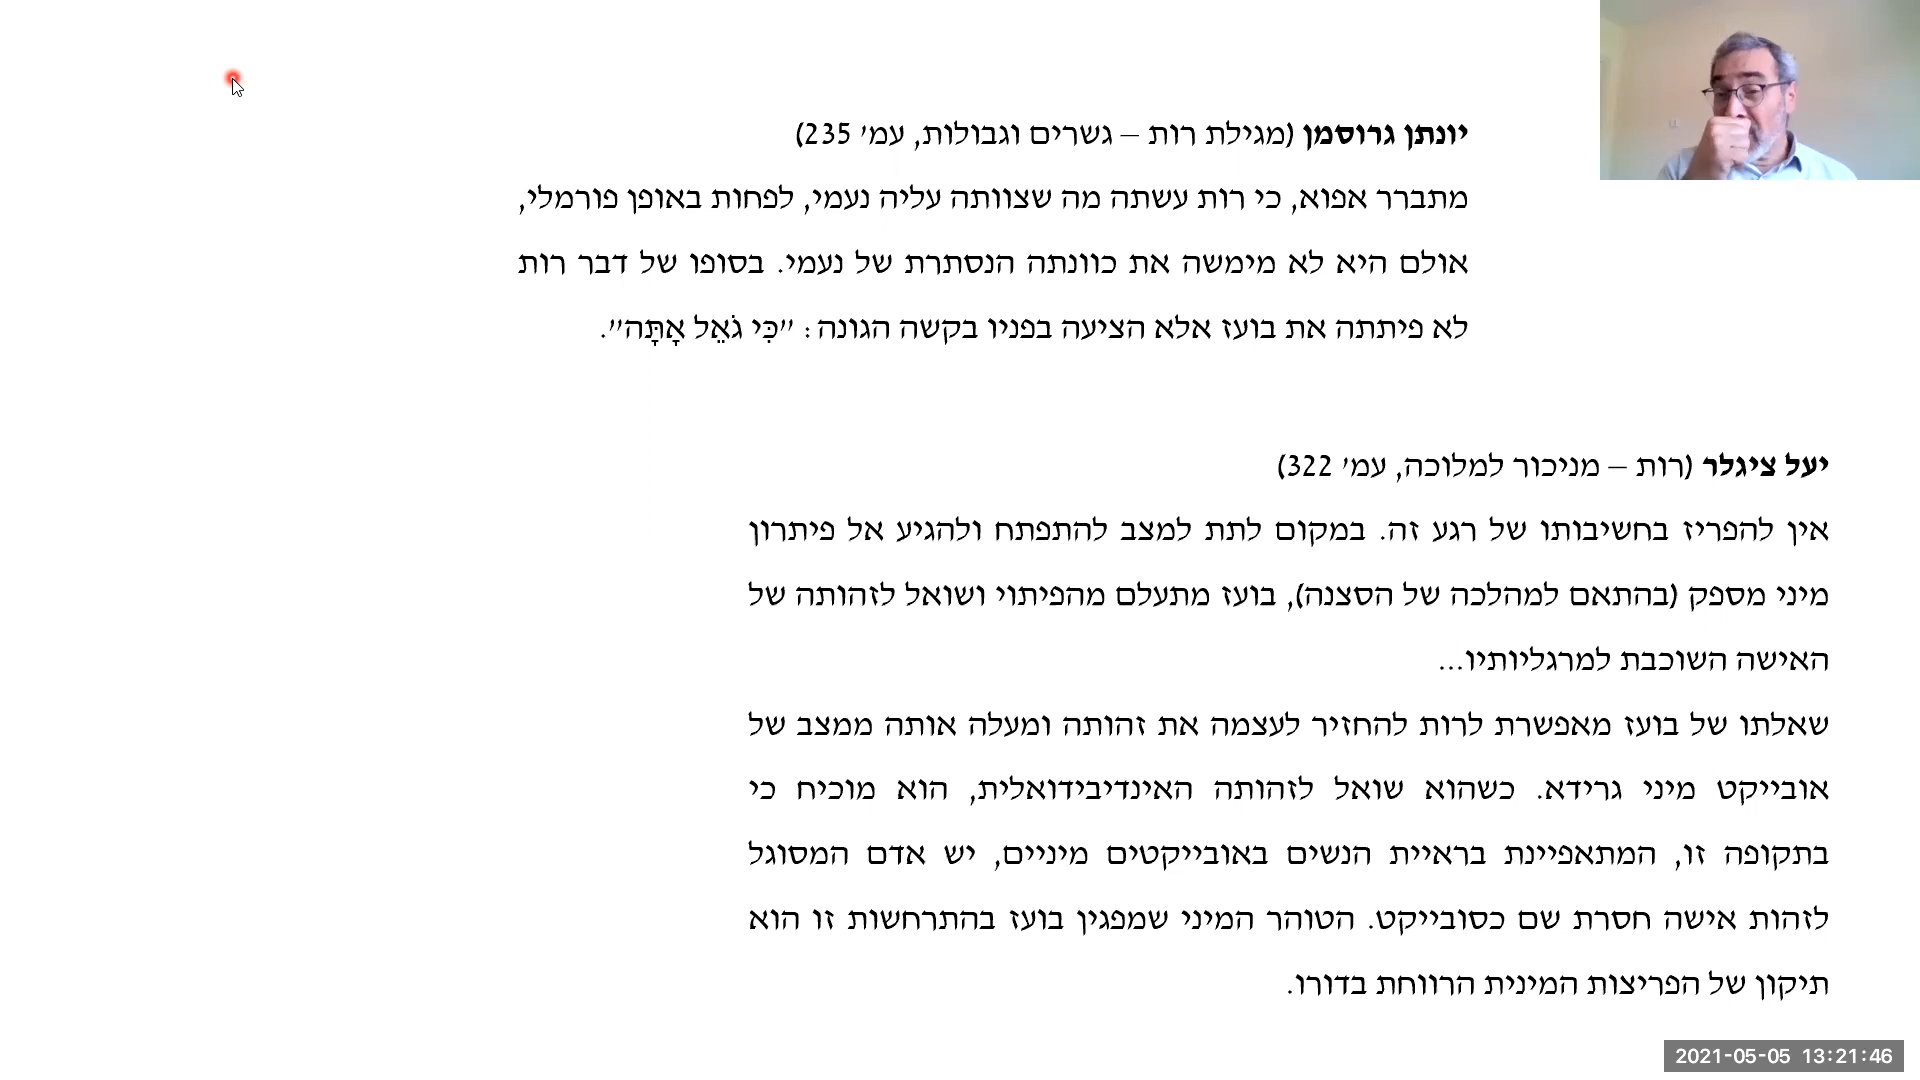 יונתן גרוסמן (מגילת רות – גשרים וגבולות, עמ' 235)
מתברר אפוא, כי רות עשתה מה שצוותה עליה נעמי, לפחות באופן פורמלי,
אולם היא לא מימשה את כוונתה הנסתרת של נעמי. בסופו של דבר רות
לא פיתתה את בועז אלא הציעה בפניו בקשה הגונה: "כִּי גֹאֵל אָתָּה".
יעל ציגלר (רות – מניכור למלוכה, עמ' 322)
אין להפריז בחשיבותו של רגע זה. במקום לתת למצב להתפתח ולהגיע אל פיתרון
מיני מספק (בהתאם למהלכה של הסצנה), בועז מתעלם מהפיתוי ושואל לזהותה של
האישה השוכבת למרגליותיו...
שאלתו של בועז מאפשרת לרות להחזיר לעצמה את זהותה ומעלה אותה ממצב של
אובייקט מיני גרידא. כשהוא שואל לזהותה האינדיבידואלית, הוא מוכיח כי
בתקופה זו, המתאפיינת בראיית הנשים באובייקטים מיניים, יש אדם המסוגל
לזהות אישה חסרת שם כסובייקט. הטוהר המיני שמפגין בועז בהתרחשות זו הוא
תיקון של הפריצות המינית הרווחת בדורו.
2021-05-05 13:21:46